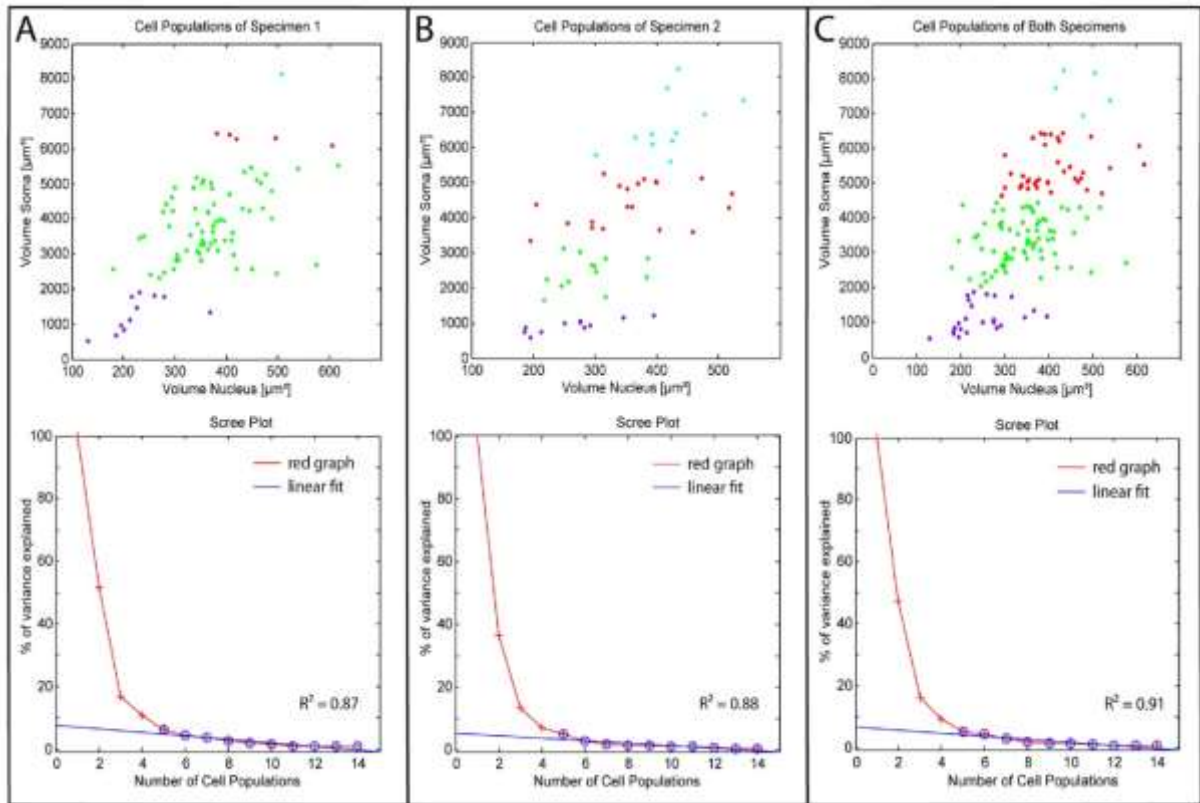 A
Cell Populations of Specimen 1
9000
8000
7000
6000
5000
4000
3000
2000
1000
0
Volume Soma [µm³]
100 200 300 400 500 600
Volume Nucleus [µm³]
Scree Plot
100
80
60
40
20
0
% of variance explained
red graph
linear fit
R² = 0.87
0 2 4 6 8 10 12 14
Number of Cell Populations
B
Cell Populations of Specimen 2
9000
8000
7000
6000
5000
4000
3000
2000
1000
0
Volume Soma [µm³]
100 200 300 400 500 600
Volume Nucleus [µm³]
Scree Plot
100
80
60
40
20
0
% of variance explained
red graph
linear fit
R² = 0.88
0 2 4 6 8 10 12 14
Number of Cell Populations
C
Cell Populations of Both Specimens
9000
8000
7000
6000
5000
4000
3000
2000
1000
0
Volume Soma [µm³]
0 100 200 300 400 500 600
Volume Nucleus [µm³]
Scree Plot
100
80
60
40
20
0
% of variance explained
red graph
linear fit
R² = 0.91
0 2 4 6 8 10 12 14
Number of Cell Populations